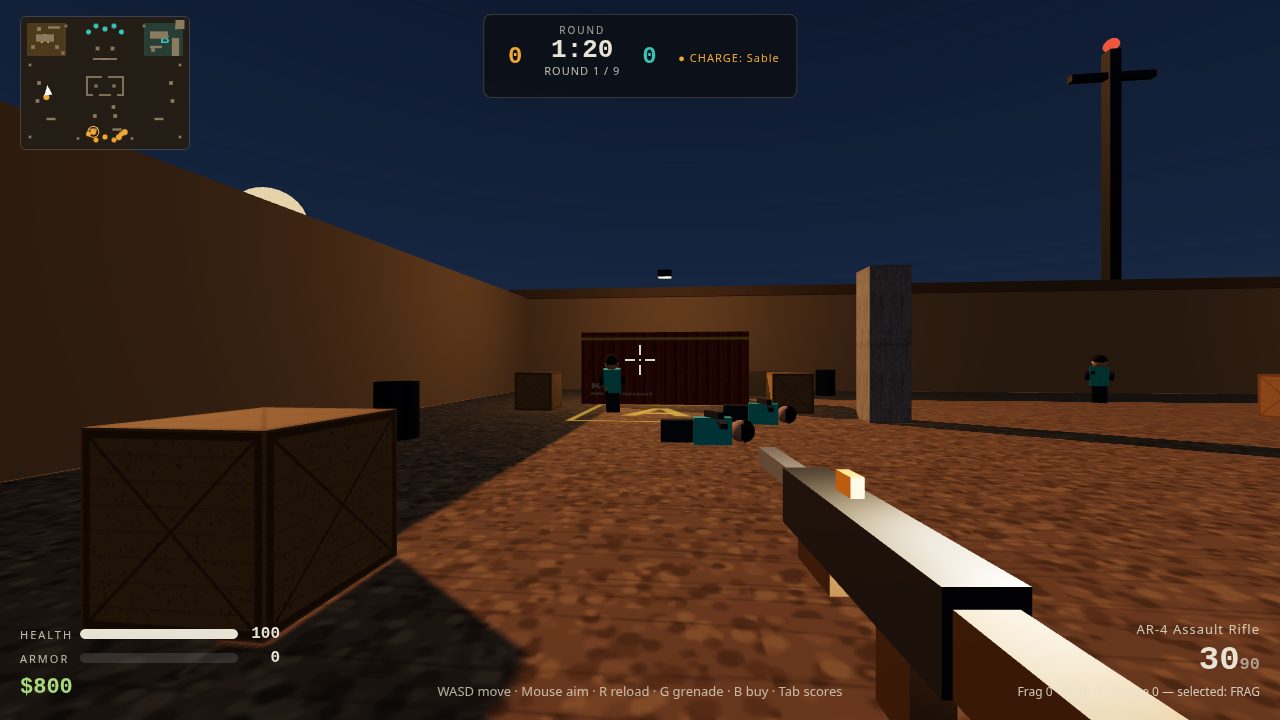 ROUND
0 1:20 0 ● CHARGE: Sable
ROUND 1 / 9
A
HEALTH 100
ARMOR 0
$800
WASD move · Mouse aim · R reload · G grenade · B buy · Tab scores
AR-4 Assault Rifle
30 90
Frag 0 0 — selected: FRAG